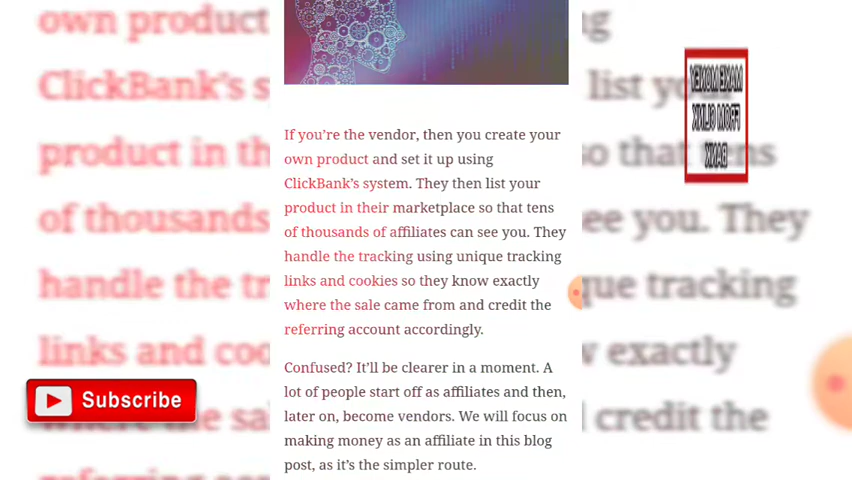 If you're the vendor, then you create your
own product and set it up using
ClickBank's system. They then list your
product in their marketplace so that tens
of thousands of affiliates can see you. They
handle the tracking using unique tracking
links and cookies so they know exactly
where the sale came from and credit the
referring account accordingly.
Confused? It'll be clearer in a moment. A
lot of people start off as affiliates and then,
later on, become vendors. We will focus on
making money as an affiliate in this blog
post, as it's the simpler route.
MAKE MONEY
FROM CLINK
BANK
Subscribe